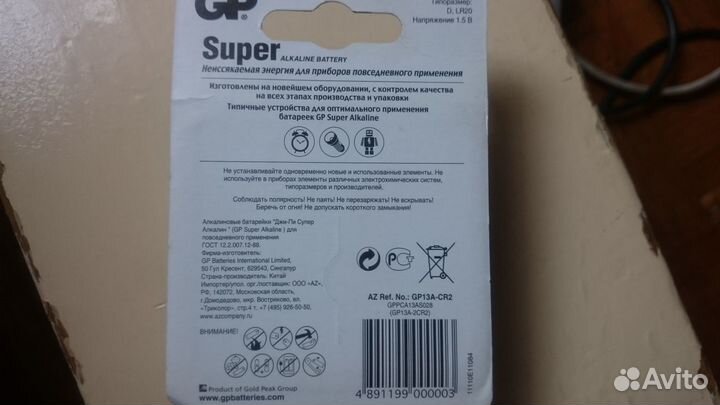 GP®
Типоразмер:
D, LR20
Напряжение 1.5 В
Super ALKALINE BATTERY
Неиссякаемая энергия для приборов повседневного применения
Изготовлены на новейшем оборудовании, с контролем качества
на всех этапах производства и упаковки
Типичные устройства для оптимального применения
батареек GP Super Alkaline
Не устанавливайте одновременно новые и использованные элементы. Не
используйте в приборах элементы различных электрохимических систем,
типоразмеров и производителей.
Соблюдать полярность! Не паять! Не перезаряжать! Не вскрывать!
Беречь от огня! Не допускать короткого замыкания!
Алкалиновые батарейки "Джи-Пи Супер
Алкалин" (GP Super Alkaline) для
повседневного применения
ГОСТ 12.2.007.12-88.
Фирма-изготовитель:
GP Batteries International Limited,
50 Гул Кресент, 629543, Сингапур
Страна-производитель: Китай
Импортер/упол. орг./поставщик: ООО «AZ»,
РФ, 142072, Московская область,
г.Домодедово, мкр. Востряково, вл.
«Триколор», стр.4 т. (495) 926-50-50,
www.azcompany.ru
РСТ
AZ Ref. No.: GP13A-CR2
GPPCA13AS028
(GP13A-2CR2)
ВНИМАНИЕ!
Product of Gold Peak Group
www.gpbatteries.com
4 891199 000003
11110E11084
Avito